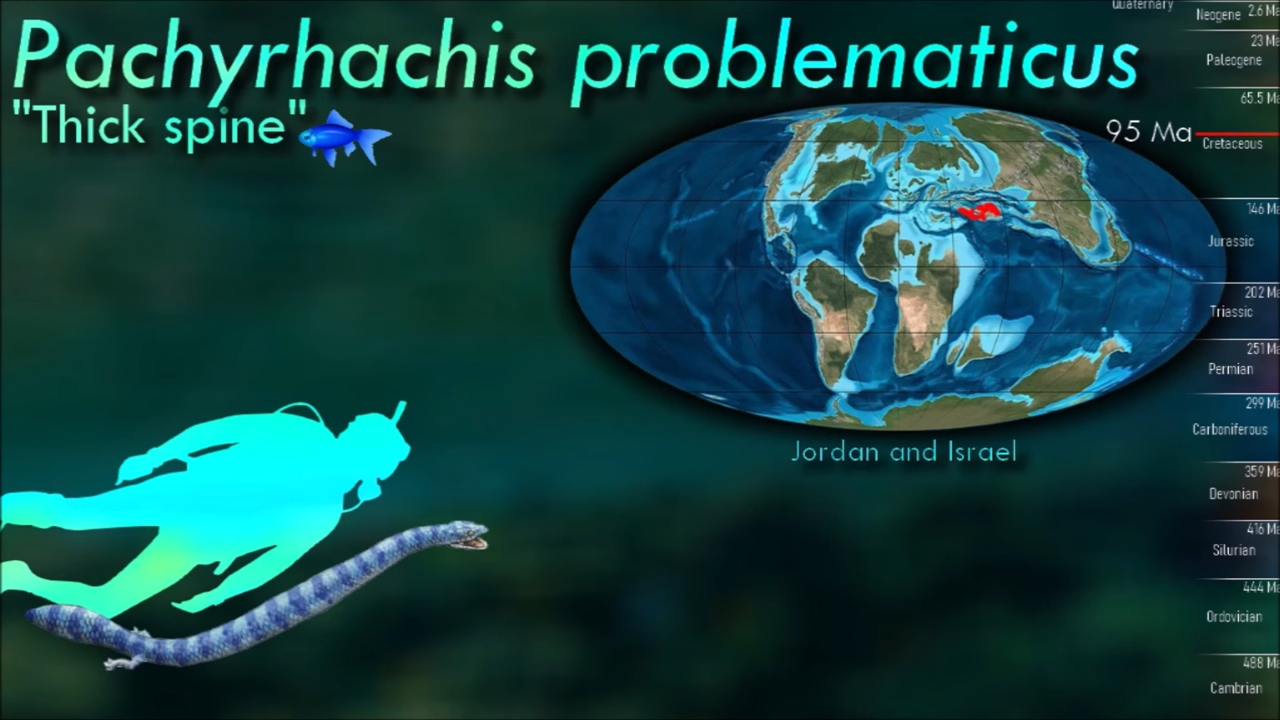 Pachyrhachis problematicus
"Thick spine"
95 Ma
Jordan and Israel
Quaternary
2.6 Ma
Neogene
23 Ma
Paleogene
65.5 Ma
Cretaceous
146 Ma
Jurassic
202 Ma
Triassic
251 Ma
Permian
299 Ma
Carboniferous
359 Ma
Devonian
416 Ma
Silurian
444 Ma
Ordovician
488 Ma
Cambrian